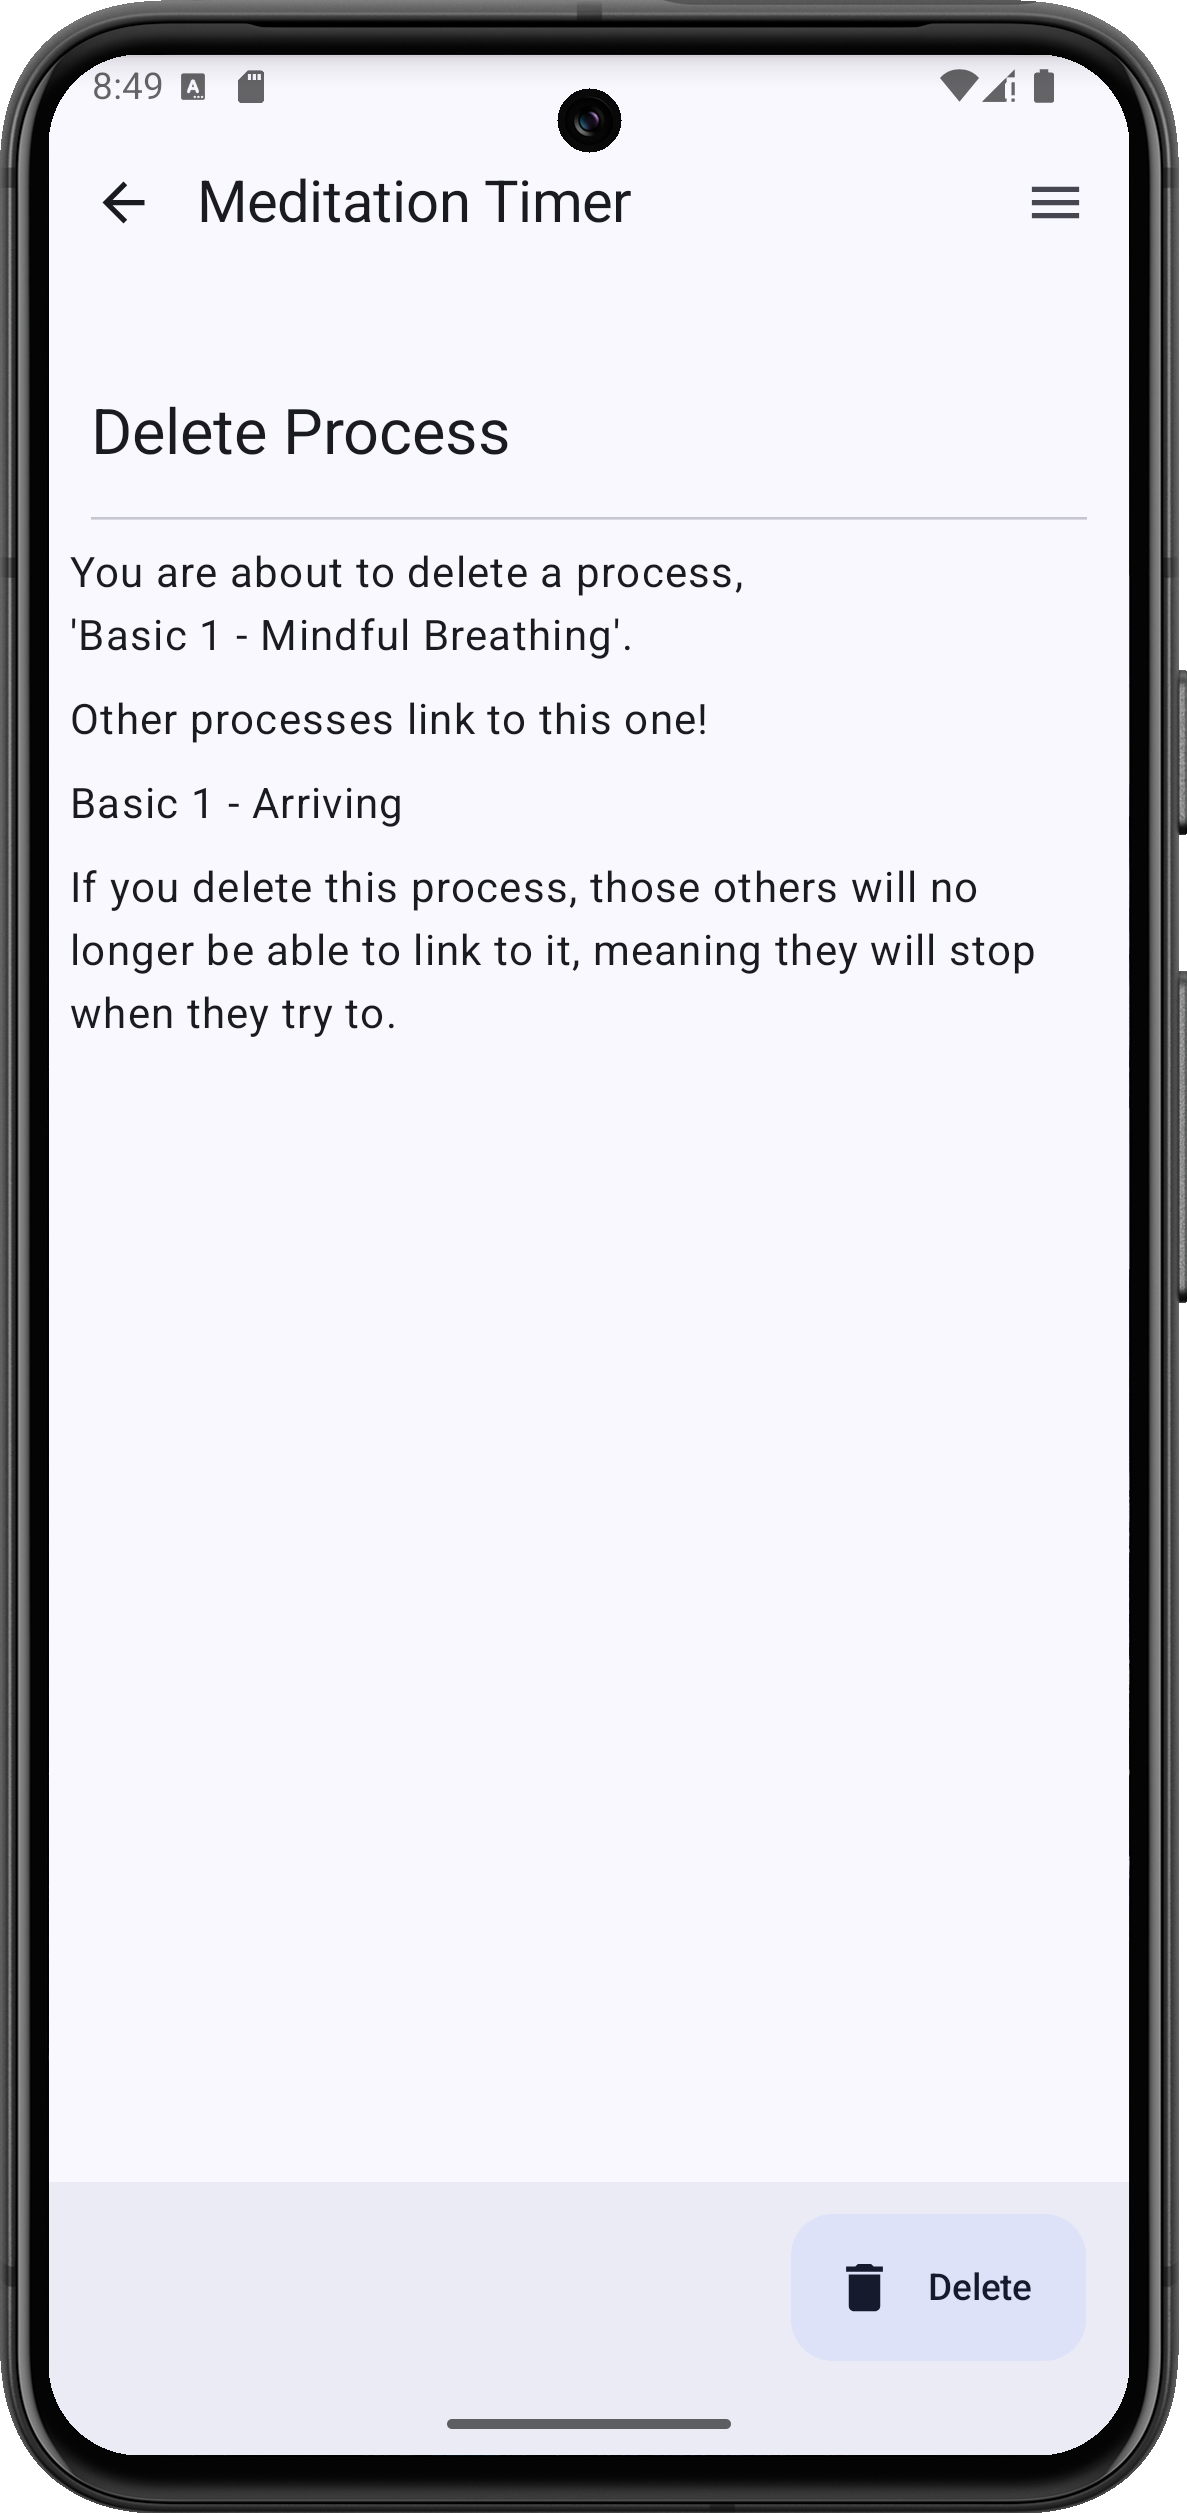 8:49
Meditation Timer
Delete Process
You are about to delete a process,
'Basic 1 - Mindful Breathing'.
Other processes link to this one!
Basic 1 - Arriving
If you delete this process, those others will no
longer be able to link to it, meaning they will stop
when they try to.
Delete